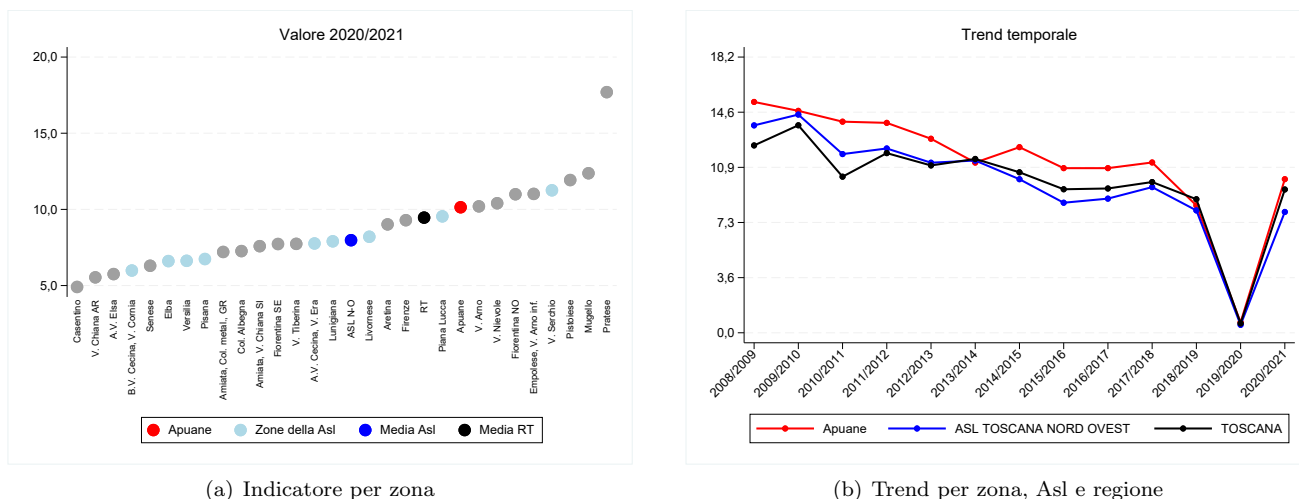 Valore 2020/2021
20,0
15,0
10,0
5,0
Casentino
V. Chiana AR
A.V. Elsa
B.V. Cecina, V. Cornia
Senese
Elba
Versilia
Pisana
Amiata, Col. metal., GR
Col. Albegna
Amiata, V. Chiana SI
Fiorentina SE
V. Tiberina
A.V. Cecina, V. Era
Lunigiana
ASL N-O
Livornese
Aretina
Firenze
RT
Piana Lucca
Apuane
V. Arno
V. Nievole
Fiorentina NO
Empolese, V. Arno inf.
V. Serchio
Pistoiese
Mugello
Pratese
Apuane Zone della Asl Media Asl Media RT
(a) Indicatore per zona
Trend temporale
18,2
14,6
10,9
7,3
3,6
0,0
2008/2009
2009/2010
2010/2011
2011/2012
2012/2013
2013/2014
2014/2015
2015/2016
2016/2017
2017/2018
2018/2019
2019/2020
2020/2021
Apuane ASL TOSCANA NORD OVEST TOSCANA
(b) Trend per zona, Asl e regione